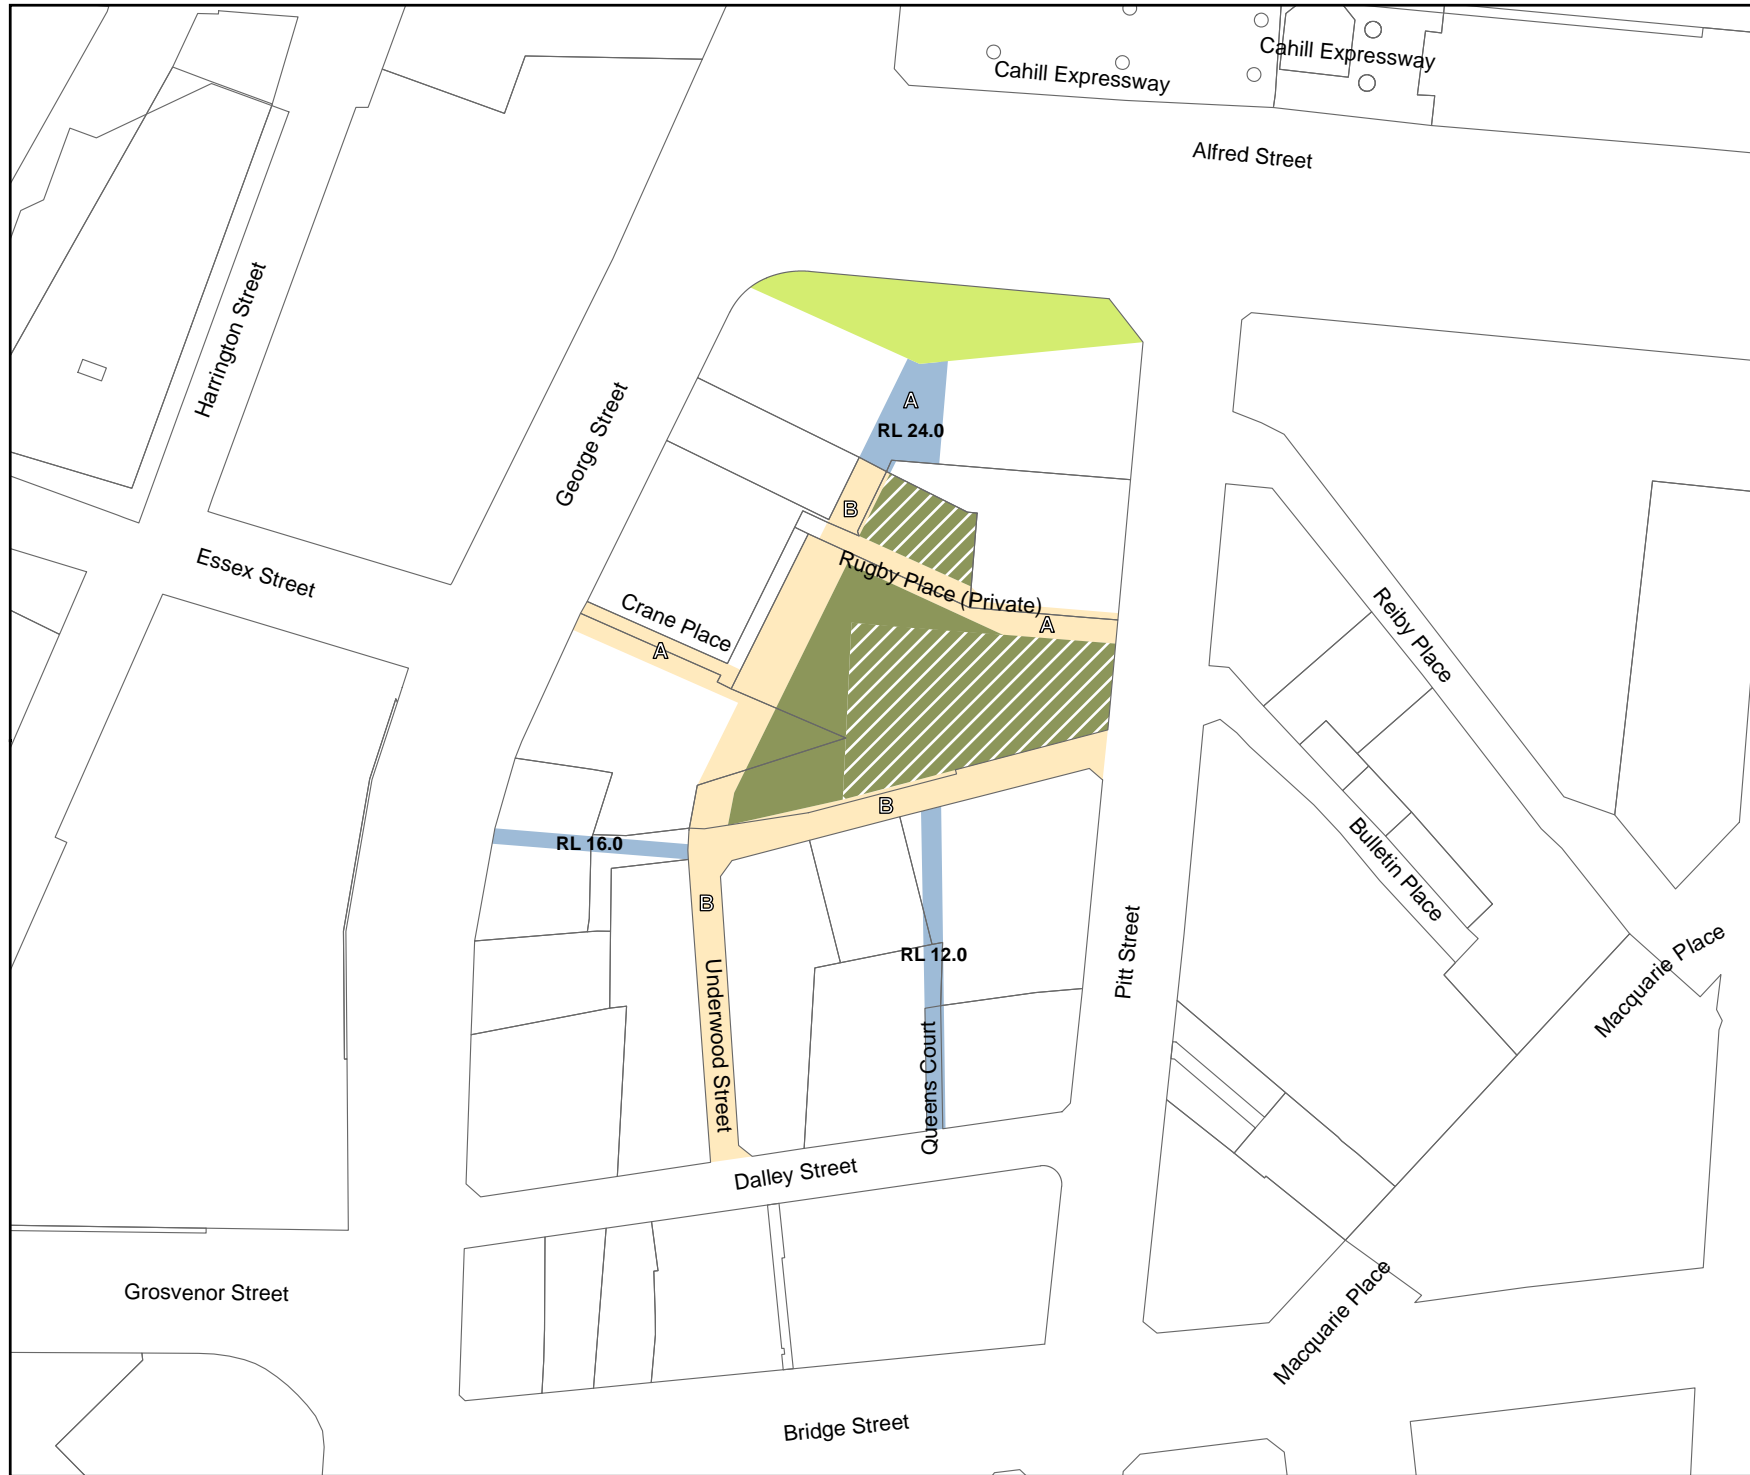 Cahill Expressway
Cahill Expressway
Alfred Street
Harrington Street
George Street
A
RL 24.0
B
Essex Street
Rugby Place (Private)
Crane Place
A
A
Reiby Place
B
RL 16.0
Bulletin Place
B
RL 12.0
Pitt Street
Macquarie Place
Underwood Street
Queens Court
Dalley Street
Grosvenor Street
Macquarie Place
Bridge Street